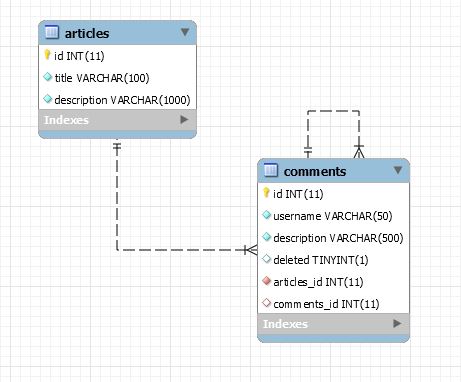 articles
id INT(11)
title VARCHAR(100)
description VARCHAR(1000)
Indexes
comments
id INT(11)
username VARCHAR(50)
description VARCHAR(500)
deleted TINYINT(1)
articles_id INT(11)
comments_id INT(11)
Indexes